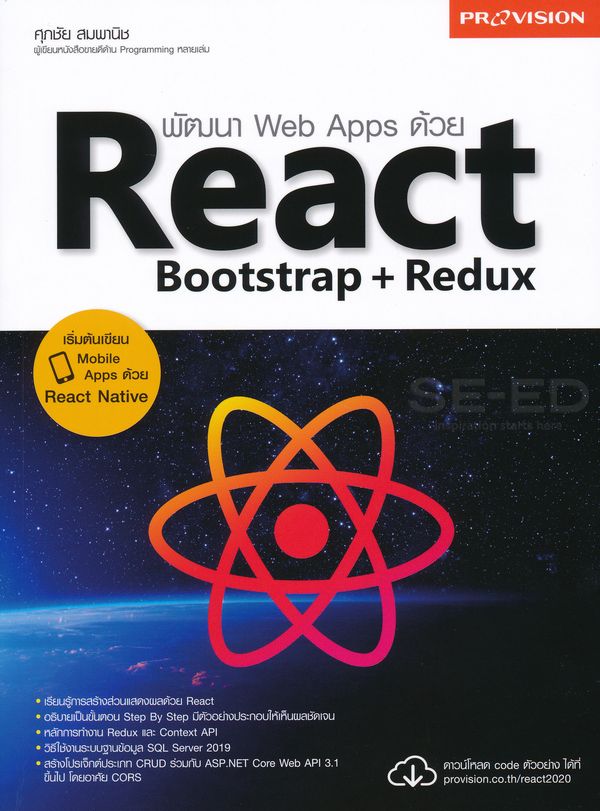 PROVISION
ศุภชัย สมพานิช
ผู้เขียนหนังสือขายดีด้าน Programming หลายเล่ม
พัฒนา Web Apps ด้วย
React
Bootstrap + Redux
เริ่มต้นเขียน
Mobile
Apps ด้วย
React Native
SE-ED
inspiration starts here
• เรียนรู้การสร้างส่วนแสดงผลด้วย React
• อธิบายเป็นขั้นตอน Step By Step มีตัวอย่างประกอบให้เห็นผลชัดเจน
• หลักการทำงาน Redux และ Context API
• วิธีใช้งานระบบฐานข้อมูล SQL Server 2019
• สร้างโปรเจ็กต์ประเภท CRUD ร่วมกับ ASP.NET Core Web API 3.1
ขึ้นไป โดยอาศัย CORS
ดาวน์โหลด code ตัวอย่าง ได้ที่
provision.co.th/react2020